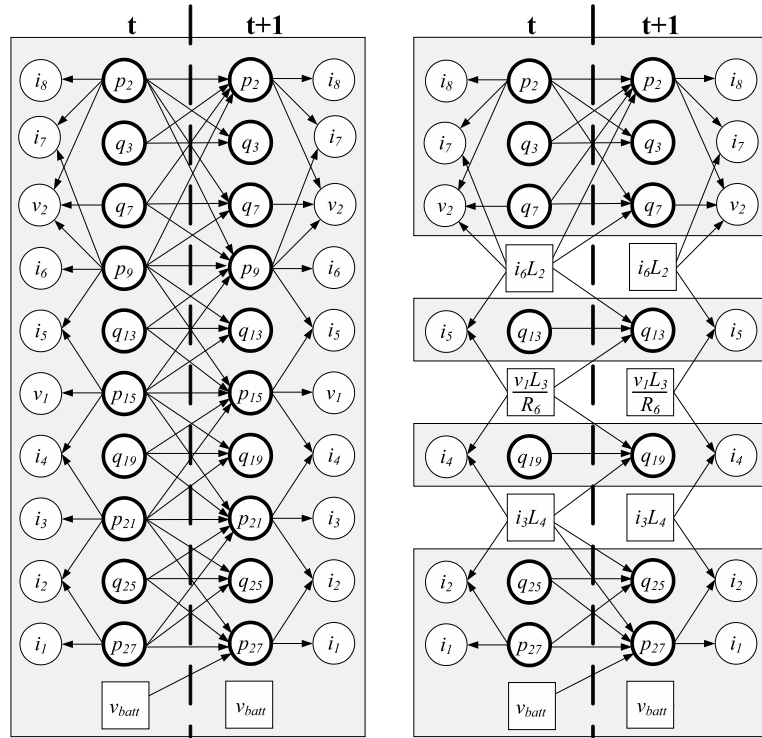 t t+1 t t+1
i8 p2 p2 i8 i8 p2 p2 i8
i7 q3 q3 i7 i7 q3 q3 i7
v2 q7 q7 v2 v2 q7 q7 v2
i6 p9 p9 i6 i6L2 i6L2
i5 q13 q13 i5 i5 q13 q13 i5
v1 p15 p15 v1 v1L3 v1L3
R6 R6
i4 q19 q19 i4 i4 q19 q19 i4
i3 p21 p21 i3 i3L4 i3L4
i2 q25 q25 i2 i2 q25 q25 i2
i1 p27 p27 i1 i1 p27 p27 i1
vbatt vbatt vbatt vbatt